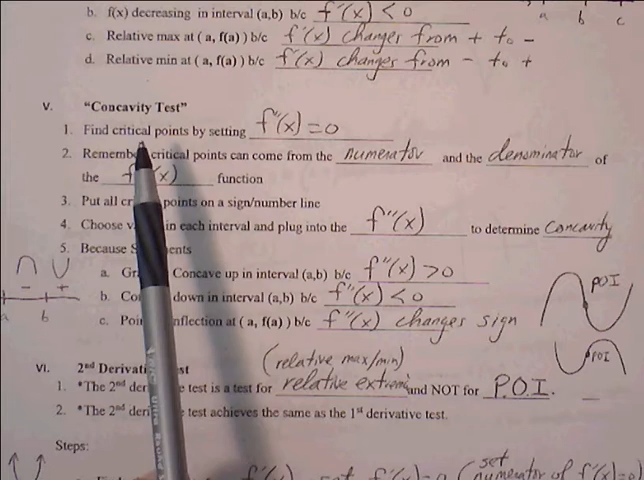 b. f(x) decreasing in interval (a,b) b/c f'(x) < 0
a b c
c. Relative max at ( a, f(a) ) b/c f'(x) changes from + to -
d. Relative min at ( a, f(a) ) b/c f'(x) changes from - to +
V. “Concavity Test”
1. Find critical points by setting f"(x) = 0
2. critical points can come from the numerator and the denominator of
the (x) function
3. Put all points on a sign/number line
4. Choose in each interval and plug into the f"(x) to determine concavity
5. Because
a. Concave up in interval (a,b) b/c f"(x) > 0
- +
a b
b. down in interval (a,b) b/c f"(x) < 0
c. at ( a, f(a) ) b/c f"(x) changes sign
POI
POI
VI. 2nd
(relative max/min)
1. *The 2nd test is a test for relative extrema and NOT for P.O.I.
2. *The 2nd test achieves the same as the 1st derivative test.
Steps:
(set
numerator of f'(x)=0)